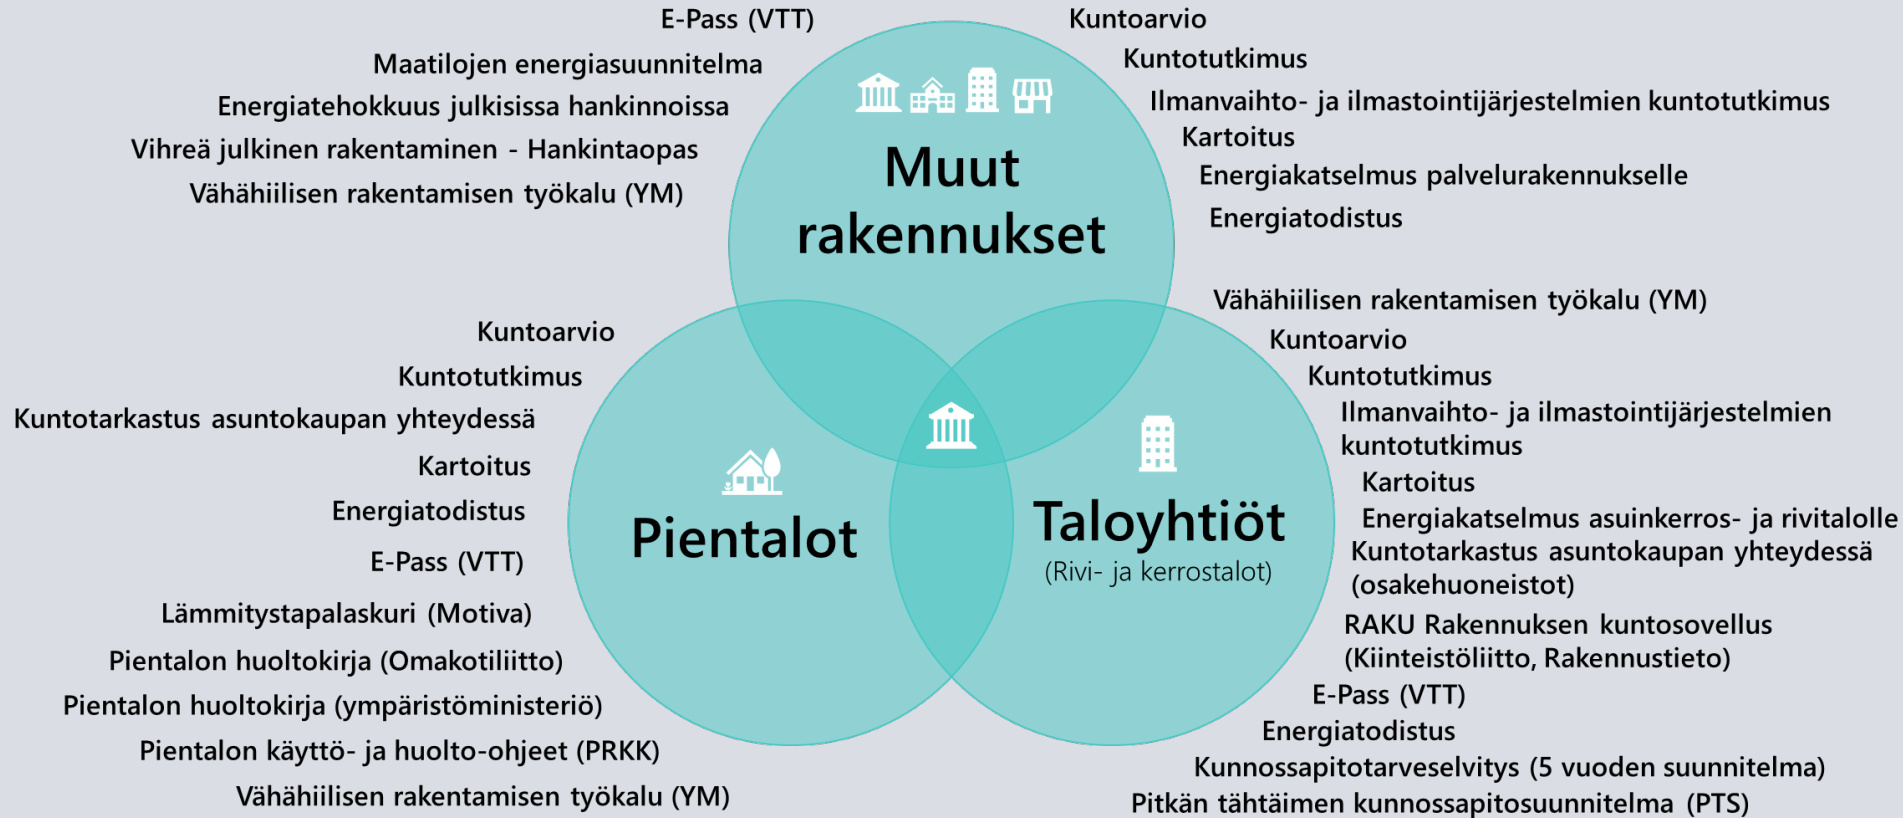 E-Pass (VTT)
Maatilojen energiasuunnitelma
Energiatehokkuus julkisissa hankinnoissa
Vihreä julkinen rakentaminen - Hankintaopas
Vähähiilisen rakentamisen työkalu (YM)
Muut
rakennukset
Kuntoarvio
Kuntotutkimus
Ilmanvaihto- ja ilmastointijärjestelmien kuntotutkimus
Kartoitus
Energiakatselmus palvelurakennukselle
Energiatodistus
Kuntoarvio
Kuntotutkimus
Kuntotarkastus asuntokaupan yhteydessä
Kartoitus
Energiatodistus
E-Pass (VTT)
Lämmitystapalaskuri (Motiva)
Pientalon huoltokirja (Omakotiliitto)
Pientalon huoltokirja (ympäristöministeriö)
Pientalon käyttö- ja huolto-ohjeet (PRKK)
Vähähiilisen rakentamisen työkalu (YM)
Pientalot
Taloyhtiöt
(Rivi- ja kerrostalot)
Vähähiilisen rakentamisen työkalu (YM)
Kuntoarvio
Kuntotutkimus
Ilmanvaihto- ja ilmastointijärjestelmien
kuntotutkimus
Kartoitus
Energiakatselmus asuinkerros- ja rivitalolle
Kuntotarkastus asuntokaupan yhteydessä
(osakehuoneistot)
RAKU Rakennuksen kuntosovellus
(Kiinteistöliitto, Rakennustieto)
E-Pass (VTT)
Energiatodistus
Kunnossapitotarveselvitys (5 vuoden suunnitelma)
Pitkän tähtäimen kunnossapitosuunnitelma (PTS)